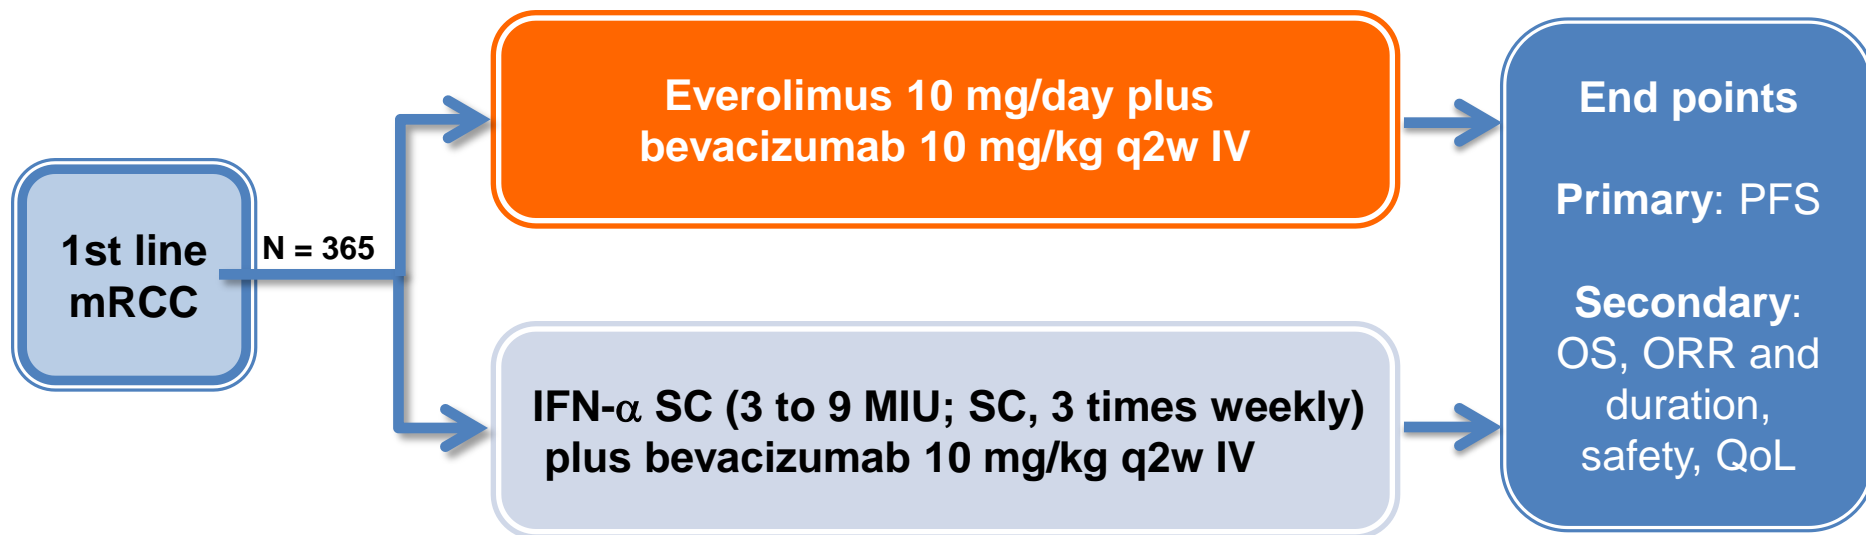 1st line
mRCC
N = 365
Everolimus 10 mg/day plus
bevacizumab 10 mg/kg q2w IV
IFN-α SC (3 to 9 MIU; SC, 3 times weekly)
plus bevacizumab 10 mg/kg q2w IV
End points
Primary: PFS
Secondary:
OS, ORR and
duration,
safety, QoL